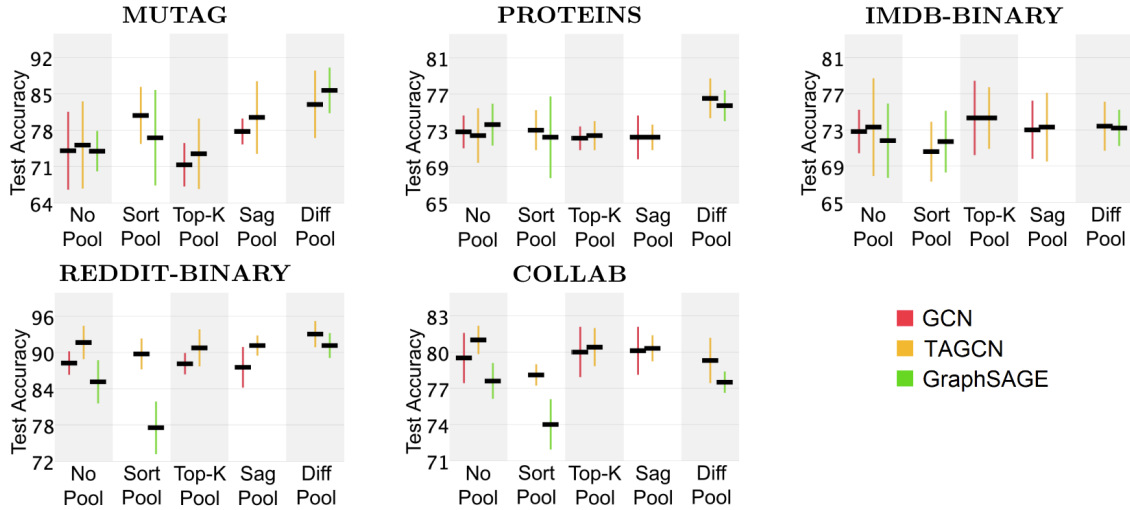 MUTAG
Test Accuracy
92
85
78
71
64
No Pool
Sort Pool
Top-K Pool
Sag Pool
Diff Pool
PROTEINS
Test Accuracy
81
77
73
69
65
No Pool
Sort Pool
Top-K Pool
Sag Pool
Diff Pool
IMDB-BINARY
Test Accuracy
81
77
73
69
65
No Pool
Sort Pool
Top-K Pool
Sag Pool
Diff Pool
REDDIT-BINARY
Test Accuracy
96
90
84
78
72
No Pool
Sort Pool
Top-K Pool
Sag Pool
Diff Pool
COLLAB
Test Accuracy
83
80
77
74
71
No Pool
Sort Pool
Top-K Pool
Sag Pool
Diff Pool
GCN
TAGCN
GraphSAGE